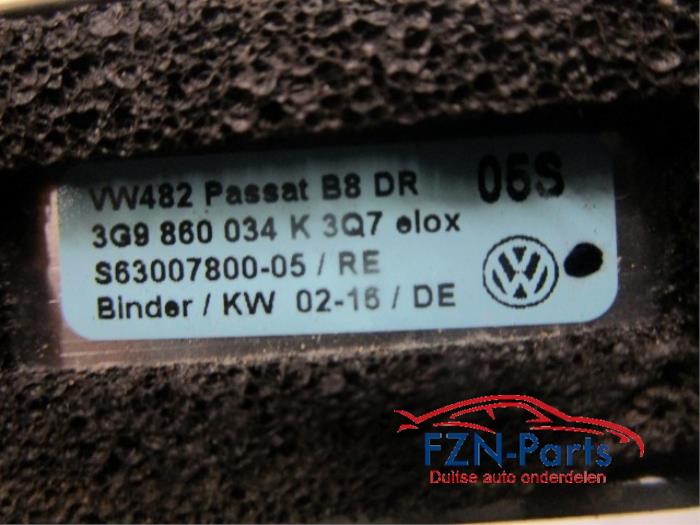 VW482 Passat B8 DR 05S
3G9 860 034 K 3Q7 elox
S63007800-05 / RE
Binder / KW 02-16 / DE
FZN-Parts
Duitse auto onderdelen